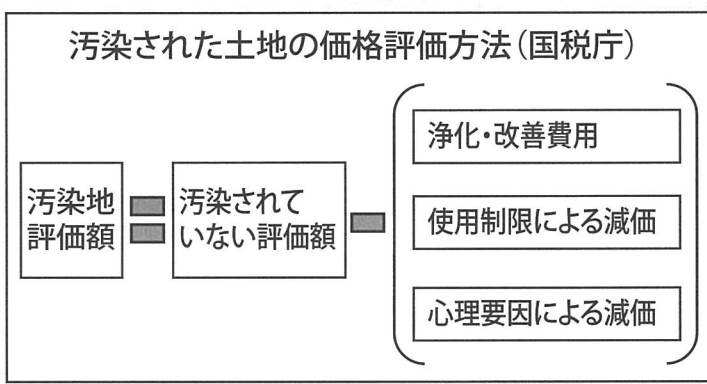 汚染された土地の価格評価方法（国税庁）
汚染地
評価額
汚染されて
いない評価額
浄化・改善費用
使用制限による減価
心理要因による減価